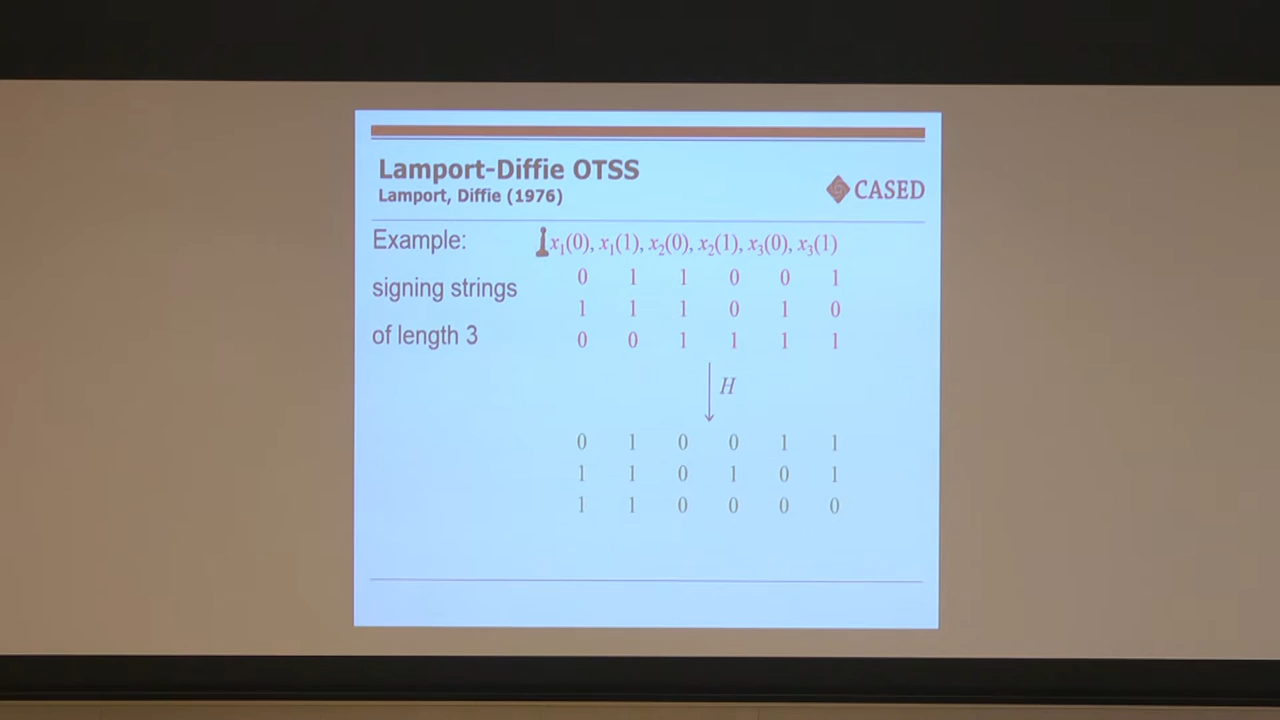 Lamport-Diffie OTSS
Lamport, Diffie (1976)
CASED
Example: x₁(0), x₁(1), x₂(0), x₂(1), x₃(0), x₃(1)
0 1 1 0 0 1
signing strings
1 1 1 0 1 0
of length 3
0 0 1 1 1 1
H
0 1 0 0 1 1
1 1 0 1 0 1
1 1 0 0 0 0